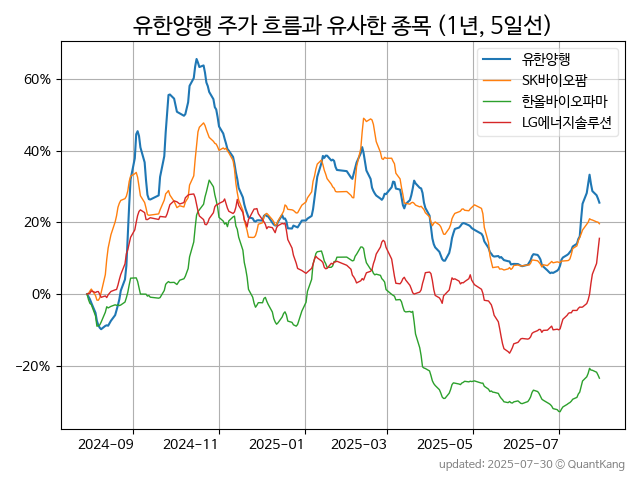 유한양행 주가 흐름과 유사한 종목 (1년, 5일선)
유한양행
SK바이오팜
한올바이오파마
LG에너지솔루션
60%
40%
20%
0%
−20%
2024-09 2024-11 2025-01 2025-03 2025-05 2025-07
updated: 2025-07-30 © QuantKang